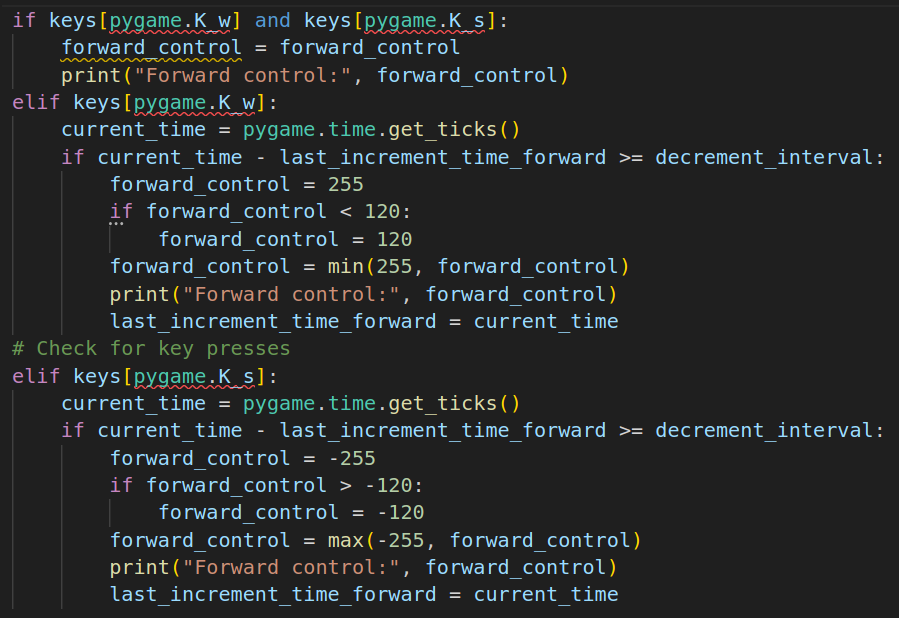 if keys[pygame.K_w] and keys[pygame.K_s]:
    forward_control = forward_control
    print("Forward control:", forward_control)
elif keys[pygame.K_w]:
    current_time = pygame.time.get_ticks()
    if current_time - last_increment_time_forward >= decrement_interval:
        forward_control = 255
        if forward_control < 120:
            forward_control = 120
        forward_control = min(255, forward_control)
        print("Forward control:", forward_control)
        last_increment_time_forward = current_time
# Check for key presses
elif keys[pygame.K_s]:
    current_time = pygame.time.get_ticks()
    if current_time - last_increment_time_forward >= decrement_interval:
        forward_control = -255
        if forward_control > -120:
            forward_control = -120
        forward_control = max(-255, forward_control)
        print("Forward control:", forward_control)
        last_increment_time_forward = current_time